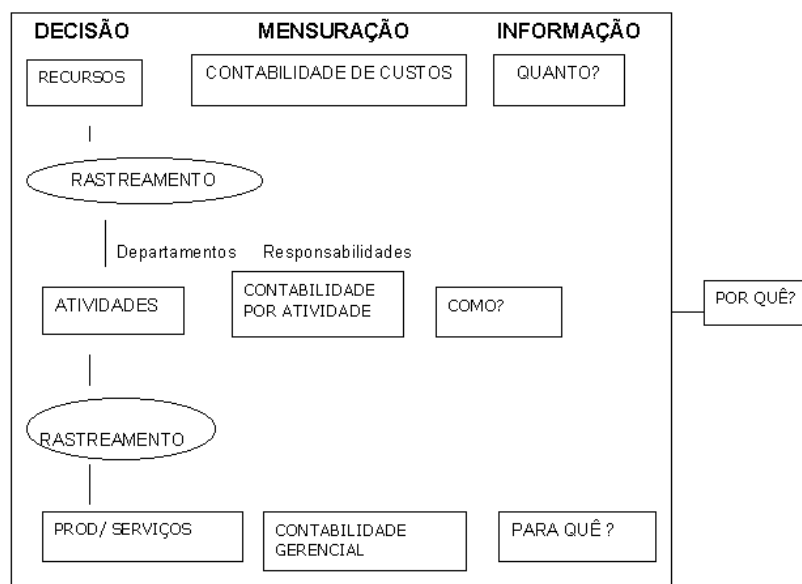 DECISÃO MENSURAÇÃO INFORMAÇÃO
RECURSOS CONTABILIDADE DE CUSTOS QUANTO?
RASTREAMENTO
Departamentos Responsabilidades
ATIVIDADES
CONTABILIDADE
POR ATIVIDADE
COMO?
POR QUÊ?
RASTREAMENTO
PROD/ SERVIÇOS
CONTABILIDADE
GERENCIAL
PARA QUÊ ?